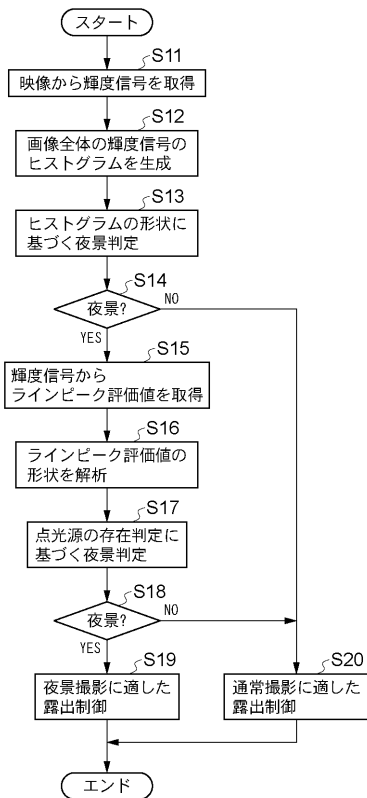 スタート
S11
映像から輝度信号を取得
S12
画像全体の輝度信号の
ヒストグラムを生成
S13
ヒストグラムの形状に
基づく夜景判定
S14
夜景?
NO
YES
S15
輝度信号から
ラインピーク評価値を取得
S16
ラインピーク評価値の
形状を解析
S17
点光源の存在判定に
基づく夜景判定
S18
夜景?
NO
YES
S19
夜景撮影に適した
露出制御
S20
通常撮影に適した
露出制御
エンド